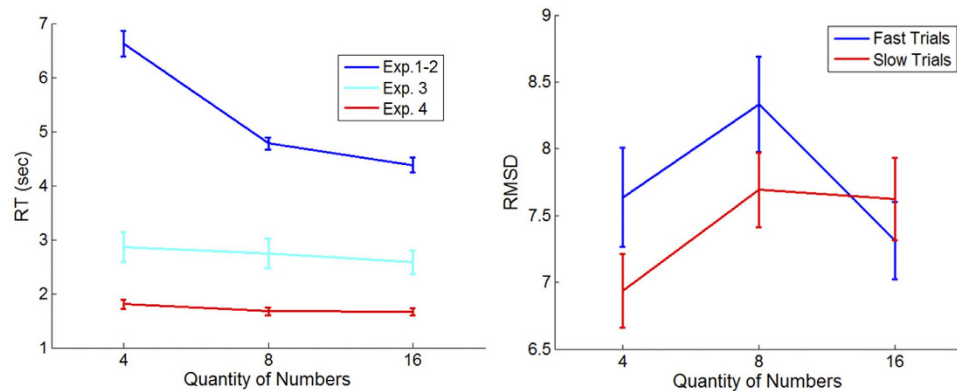 7
6
5
4
3
2
1
RT (sec)
Exp.1-2
Exp. 3
Exp. 4
4 8 16
Quantity of Numbers
9
8.5
8
7.5
7
6.5
RMSD
Fast Trials
Slow Trials
4 8 16
Quantity of Numbers